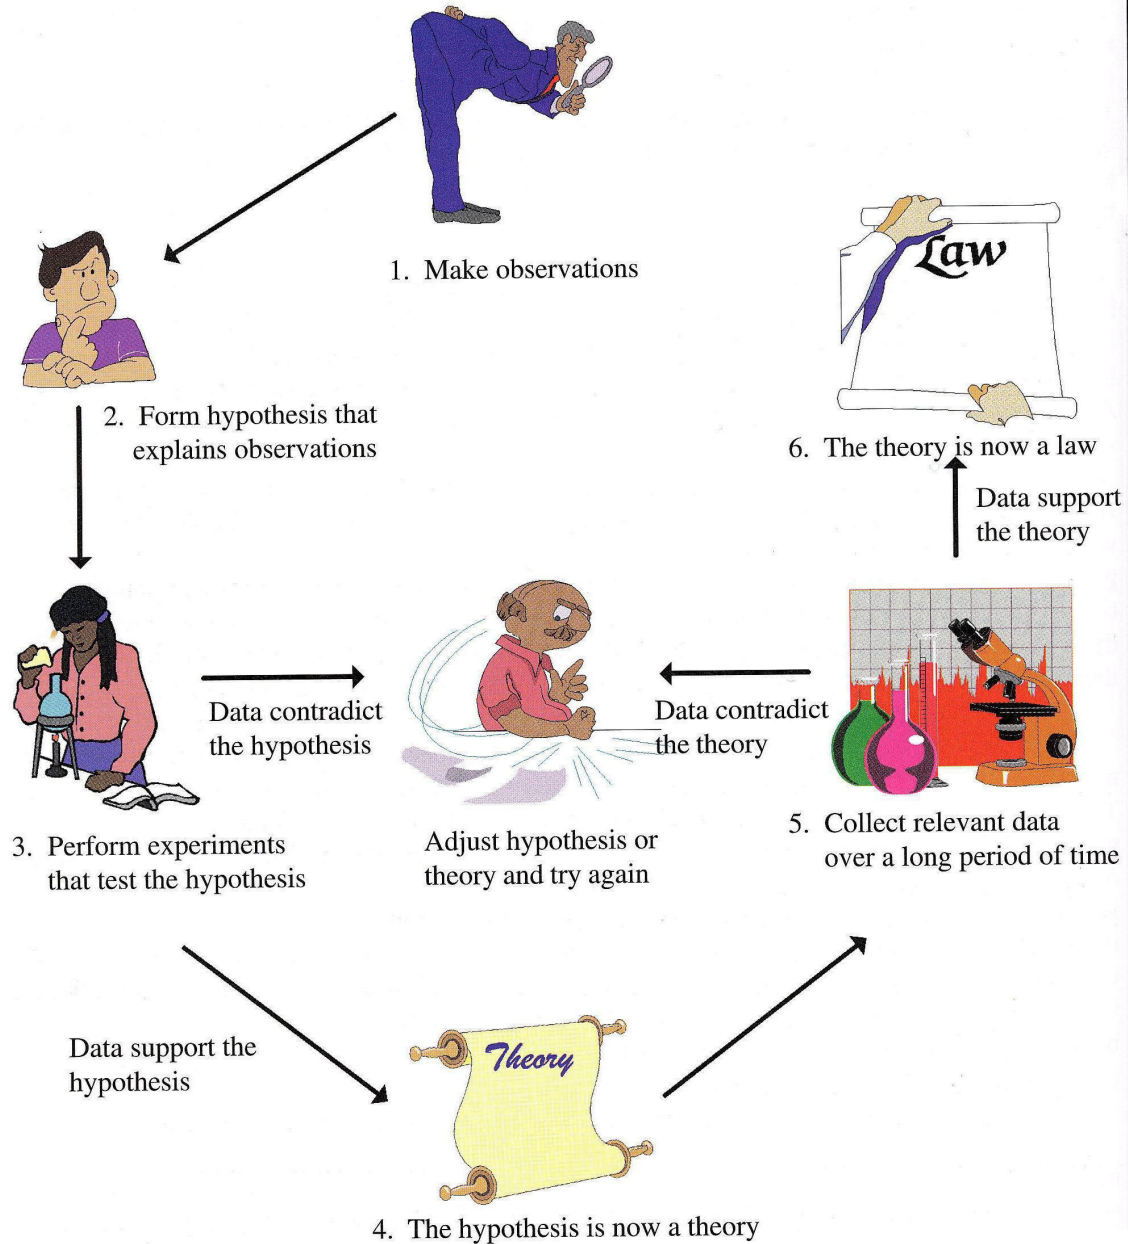 1. Make observations
Law
2. Form hypothesis that
explains observations
6. The theory is now a law
Data support
the theory
Data contradict
the hypothesis
Data contradict
the theory
3. Perform experiments
that test the hypothesis
Adjust hypothesis or
theory and try again
5. Collect relevant data
over a long period of time
Data support the
hypothesis
Theory
4. The hypothesis is now a theory